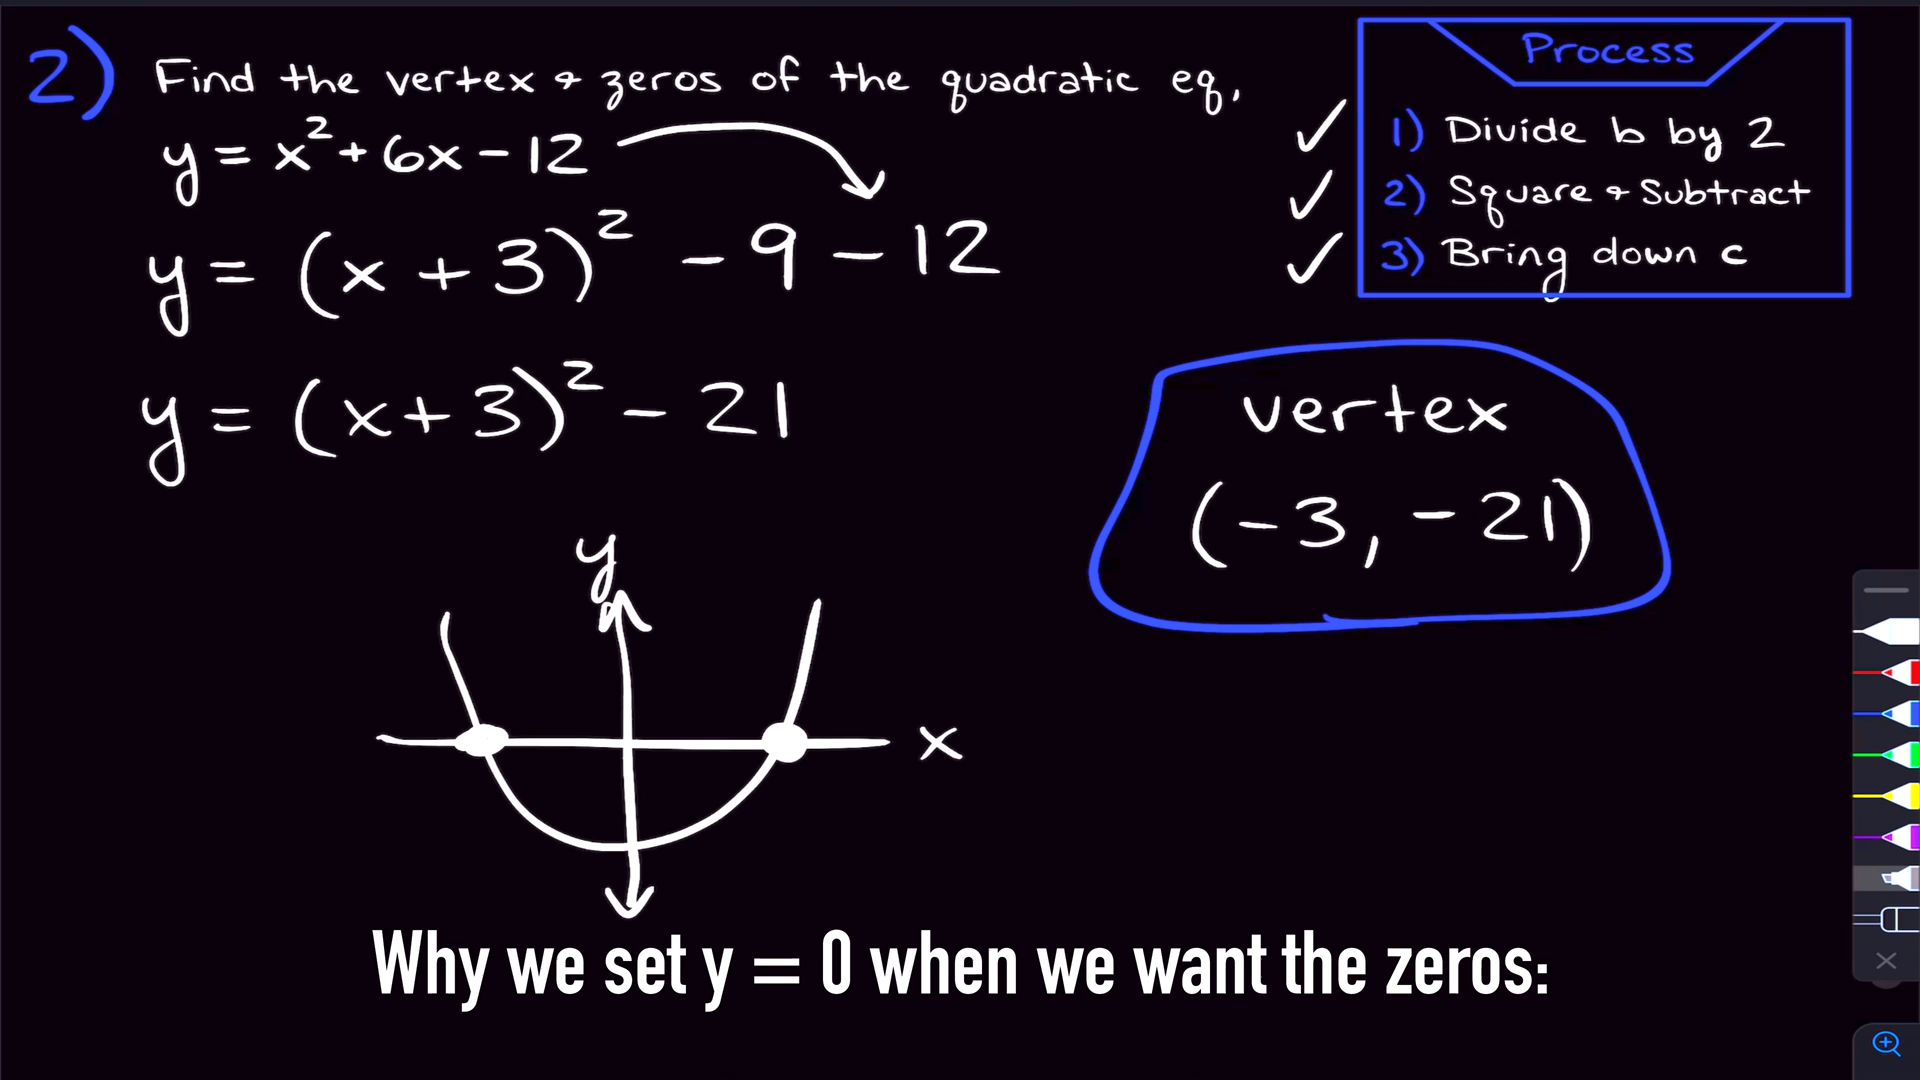 2) Find the vertex & zeros of the quadratic eq.
y = x² + 6x - 12
y = (x + 3)² - 9 - 12
y = (x + 3)² - 21
Process
1) Divide b by 2
2) Square & Subtract
3) Bring down c
vertex
(-3, -21)
y
x
Why we set y = 0 when we want the zeros: